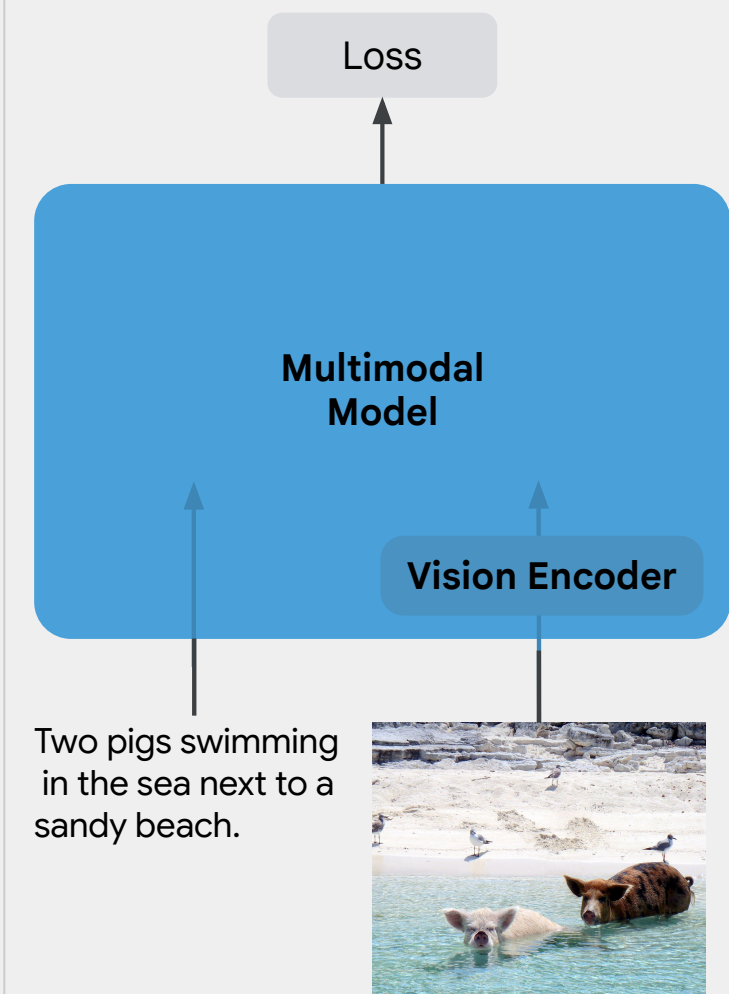 Loss
Multimodal
Model
Vision Encoder
Two pigs swimming
in the sea next to a
sandy beach.